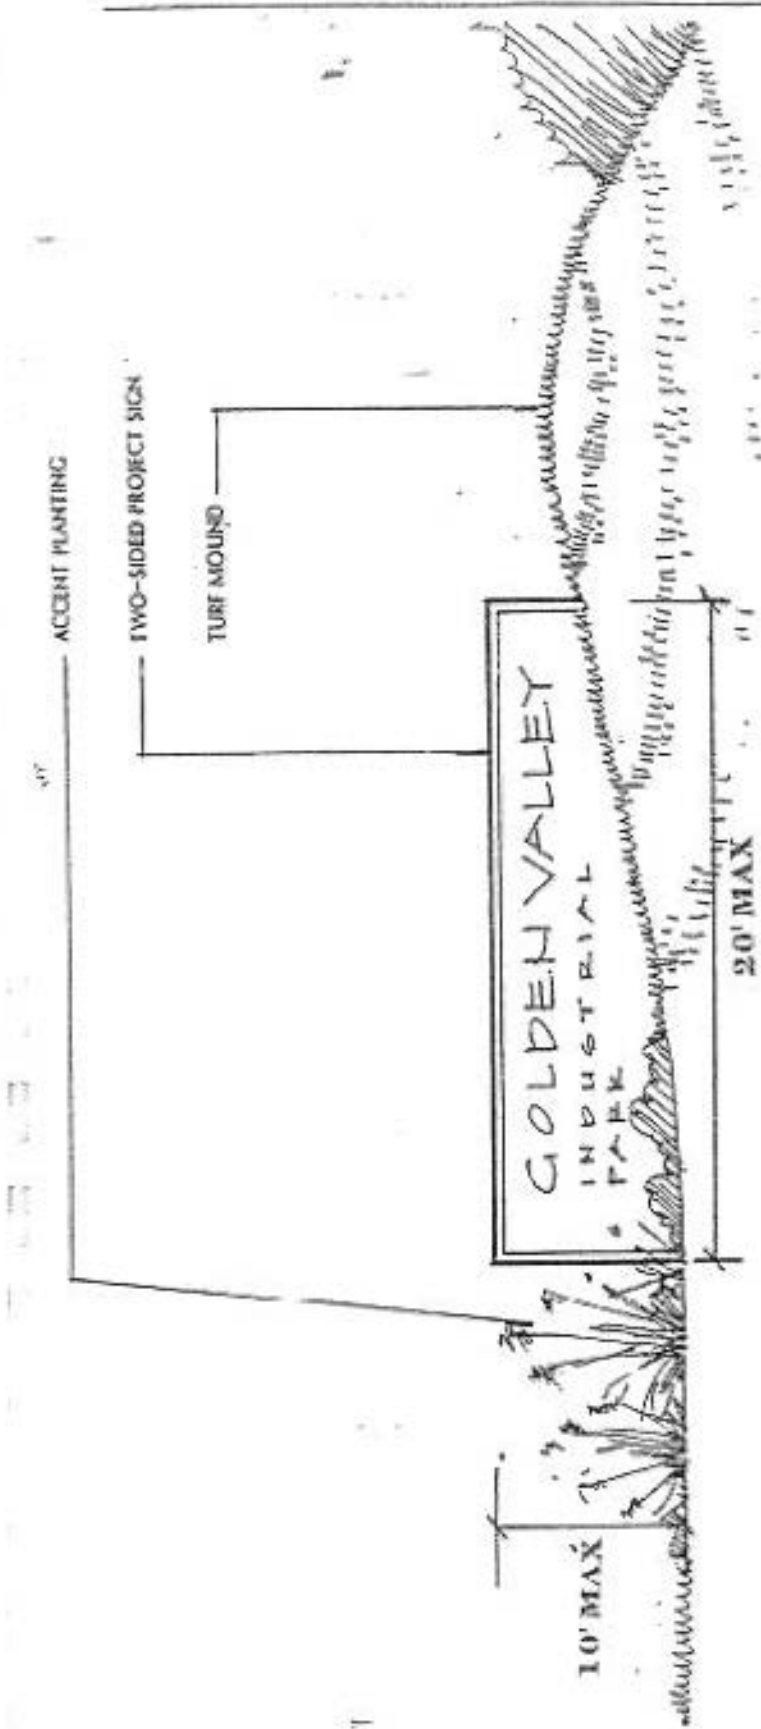 ACCENT PLANTING
TWO-SIDED PROJECT SIGN
TURF MOUND
GOLDEN VALLEY
INDUSTRIAL
PARK
10' MAX
20' MAX